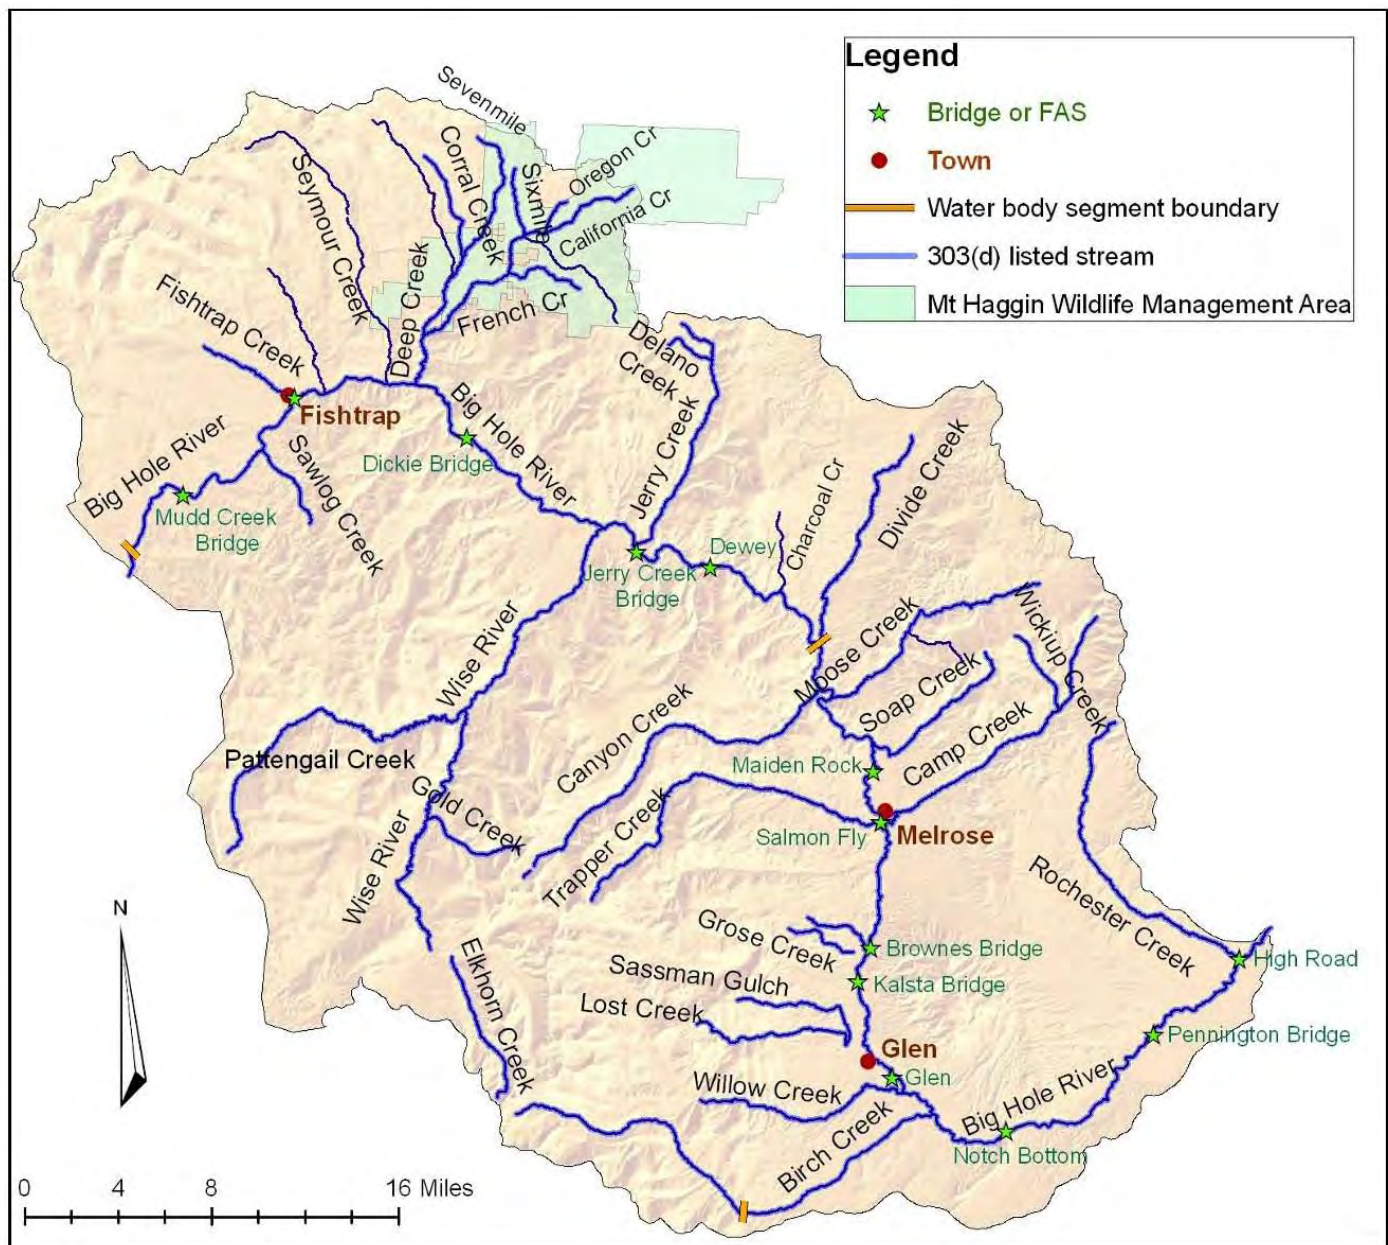 Legend
Bridge or FAS
Town
Water body segment boundary
303(d) listed stream
Mt Haggin Wildlife Management Area
Sevenmile
Corral Creek
Sixmile
Oregon Cr
California Cr
Seymour Creek
Deep Creek
French Cr
Fishtrap Creek
Delano
Creek
Fishtrap
Big Hole River
Big Hole River
Sawlog Creek
Dickie Bridge
Jerry Creek
Mudd Creek
Bridge
Charcoal Cr
Divide Creek
Dewey
Jerry Creek
Bridge
Wise River
Moose Creek
Wickiup Creek
Soap Creek
Camp Creek
Canyon Creek
Pattengail Creek
Maiden Rock
Gold Creek
Trapper Creek
Salmon Fly
Melrose
Wise River
Rochester Creek
N
Grose Creek
Brownes Bridge
High Road
Sassman Gulch
Kalsta Bridge
Lost Creek
Elkhorn Creek
Pennington Bridge
Glen
Glen
Willow Creek
Big Hole River
Birch Creek
Notch Bottom
0 4 8 16 Miles